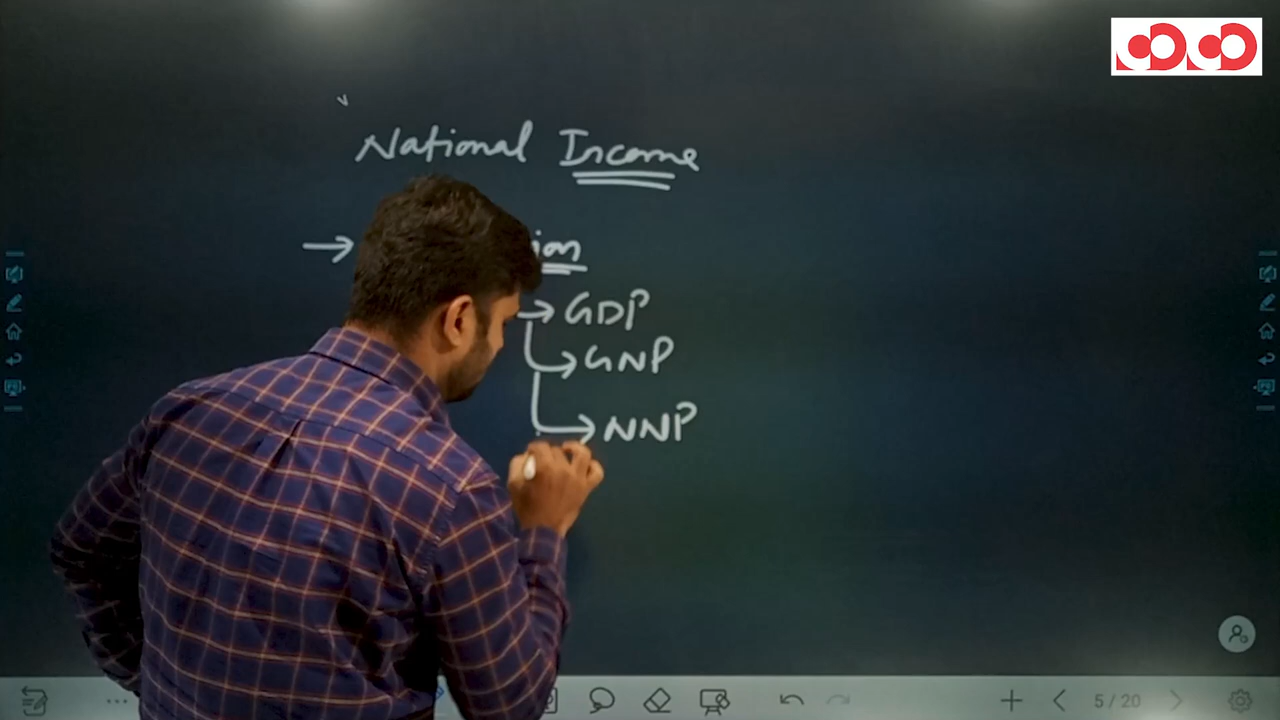 National Income
→
→ GDP
→ GNP
→ NNP
5 / 20